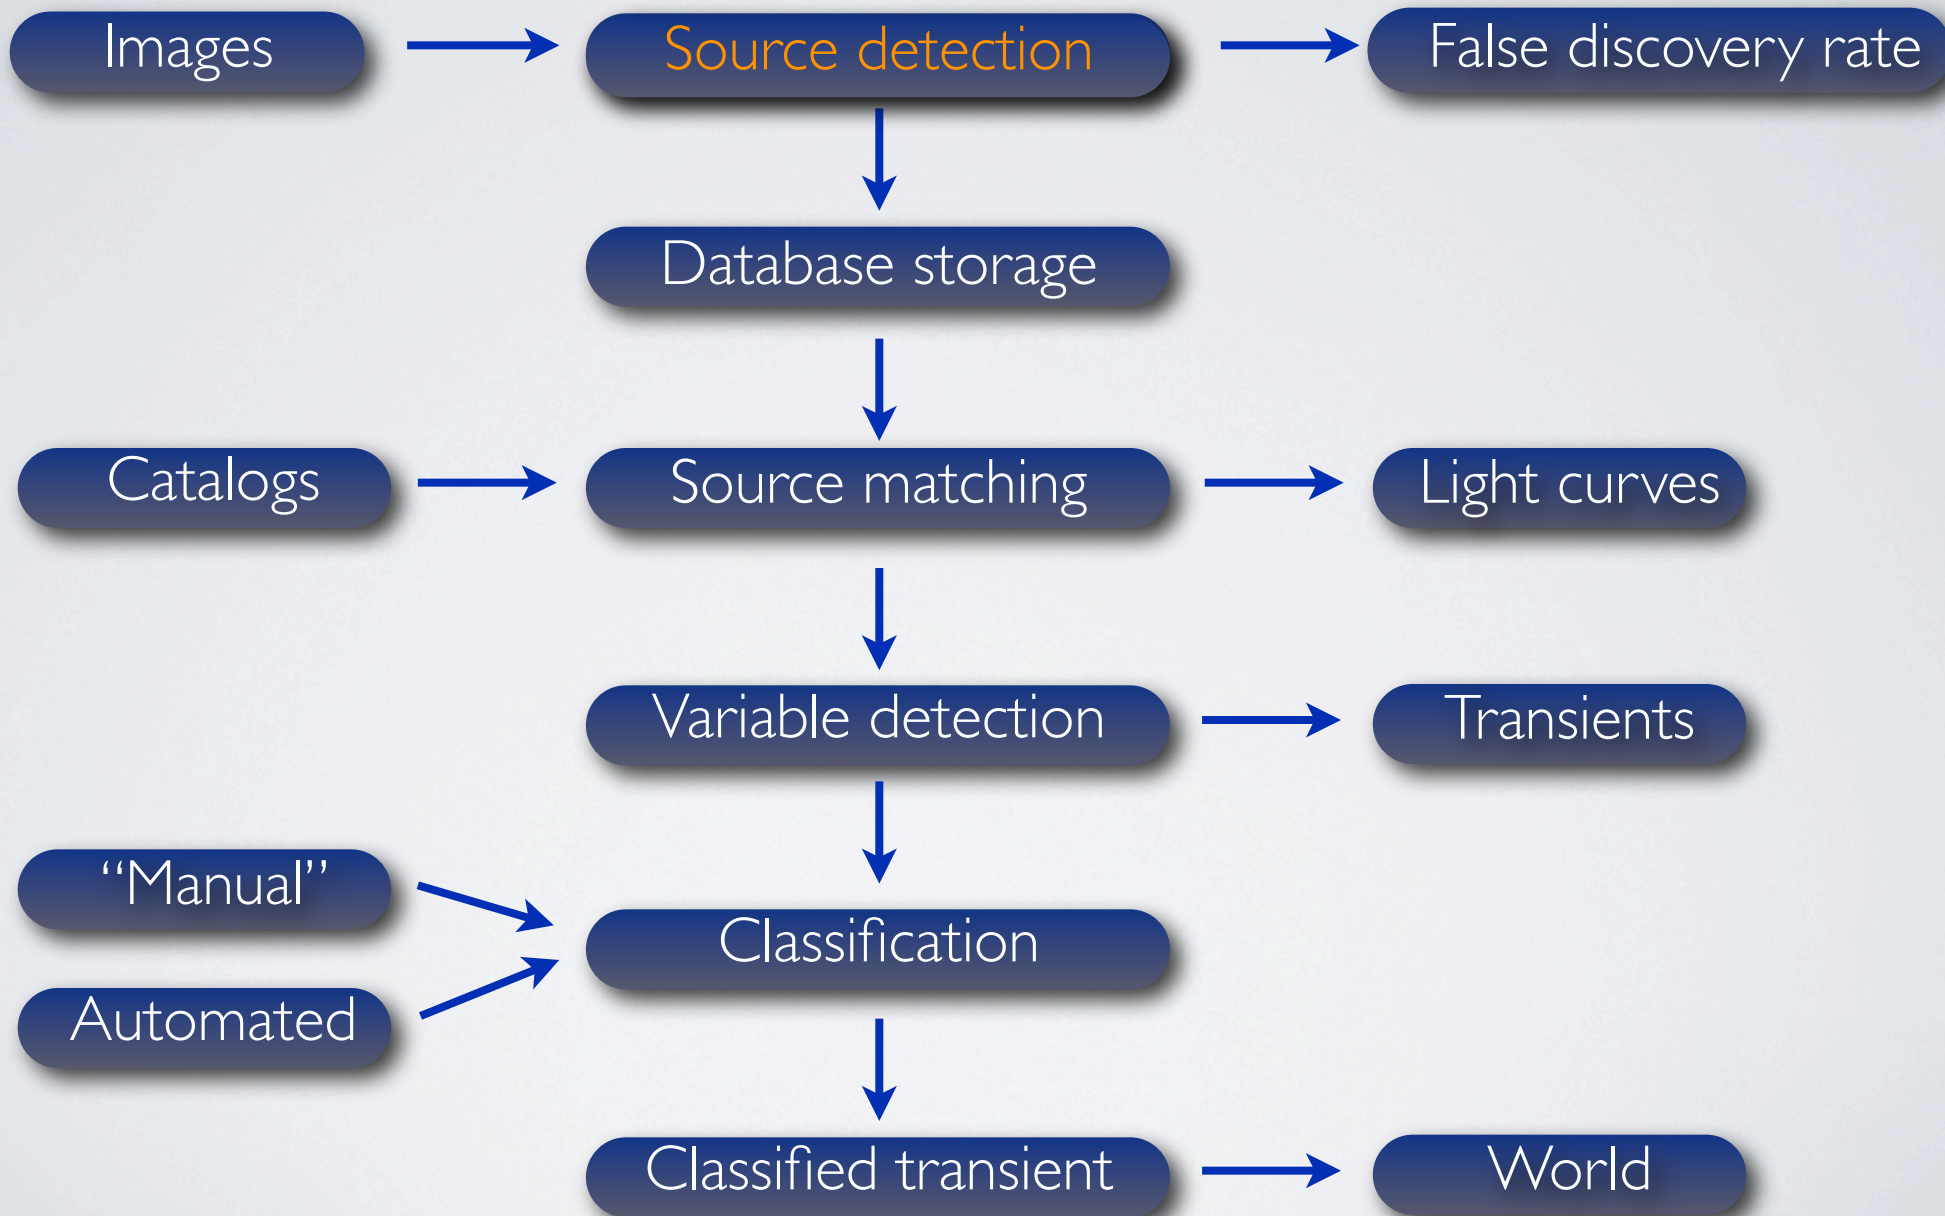 Images
Source detection
False discovery rate
Database storage
Catalogs
Source matching
Light curves
Variable detection
Transients
“Manual”
Classification
Automated
Classified transient
World